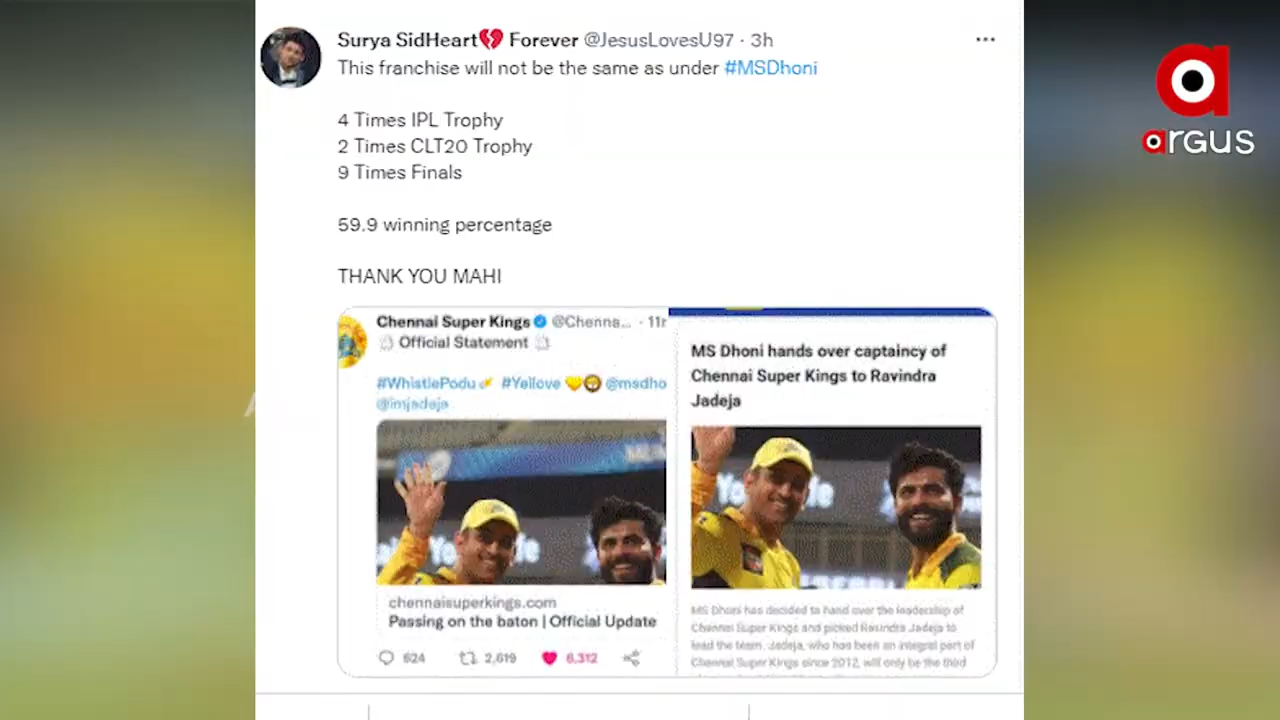 Surya SidHeart💔 Forever @JesusLovesU97 · 3h
This franchise will not be the same as under #MSDhoni
4 Times IPL Trophy
2 Times CLT20 Trophy
9 Times Finals
59.9 winning percentage
THANK YOU MAHI
Chennai Super Kings @Chenna... · 11m
Official Statement
#WhistlePodu #Yellove 💛🦁 @msdho
@imjadeja
chennaisuperkings.com
Passing on the baton | Official Update
624 2,619 6,312
MS Dhoni hands over captaincy of
Chennai Super Kings to Ravindra
Jadeja
MS Dhoni has decided to hand over the leadership of
Chennai Super Kings and picked Ravindra Jadeja to
lead the team. Jadeja, who has been an integral part of
Chennai Super Kings since 2012, will only be the third
argus